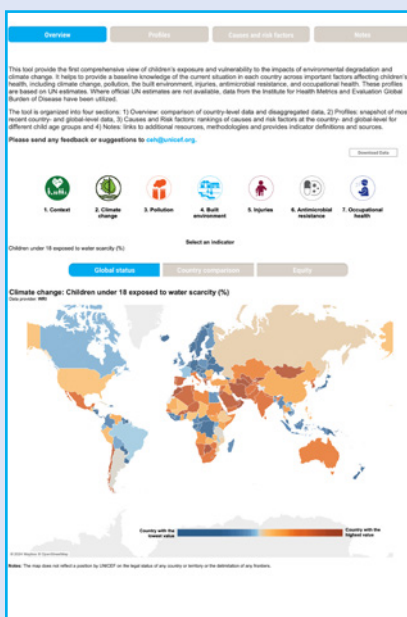 Overview
Profiles
Causes and risk factors
Notes
This tool provide the first comprehensive view of children's exposure and vulnerability to the impacts of environmental degradation and
climate change. It helps to provide a baseline knowledge of the current situation in each country across important factors affecting children's
health, including climate change, pollution, the built environment, injuries, antimicrobial resistance, and occupational health. These profiles
are based on UN estimates. Where official UN estimates are not available, data from the Institute for Health Metrics and Evaluation Global
Burden of Disease have been utilized.
The tool is organized into four sections: 1) Overview: comparison of country-level data and disaggregated data, 2) Profiles: snapshot of mos
recent country- and global-level data, 3) Causes and Risk factors: rankings of causes and risk factors at the country- and global-level for
different child age groups and 4) Notes: links to additional resources, methodologies and provides indicator definitions and sources.
Please send any feedback or suggestions to ceh@unicef.org.
Download Data
1. Context
2. Climate
change
3. Pollution
4. Built
environment
5. Injuries
6. Antimicrobial
resistance
7. Occupational
health
Select an indicator
Children under 18 exposed to water scarcity (%)
Global status
Country comparison
Equity
Climate change: Children under 18 exposed to water scarcity (%)
Data provider: WRI
Country with the
lowest value
Country with the
highest value
Mapbox © OpenStreetMap
Notes: The map does not reflect a position by UNICEF on the legal status of any country or territory or the delimitation of any frontiers.